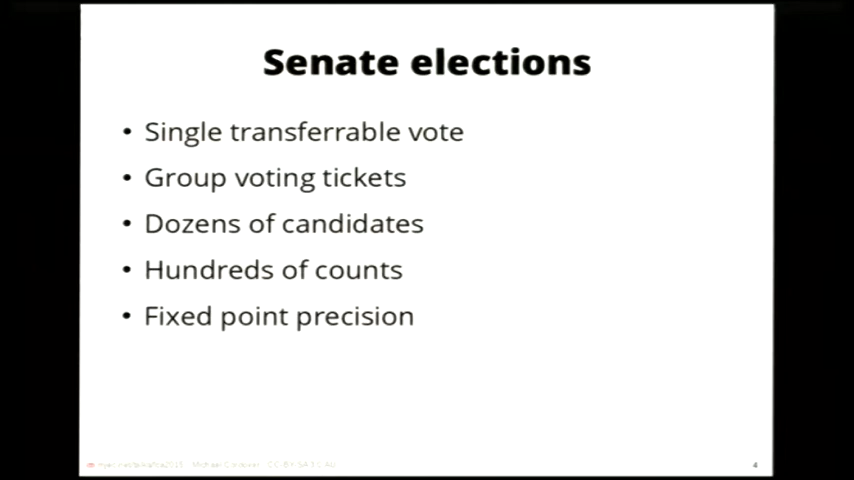 Senate elections
• Single transferrable vote
• Group voting tickets
• Dozens of candidates
• Hundreds of counts
• Fixed point precision
4